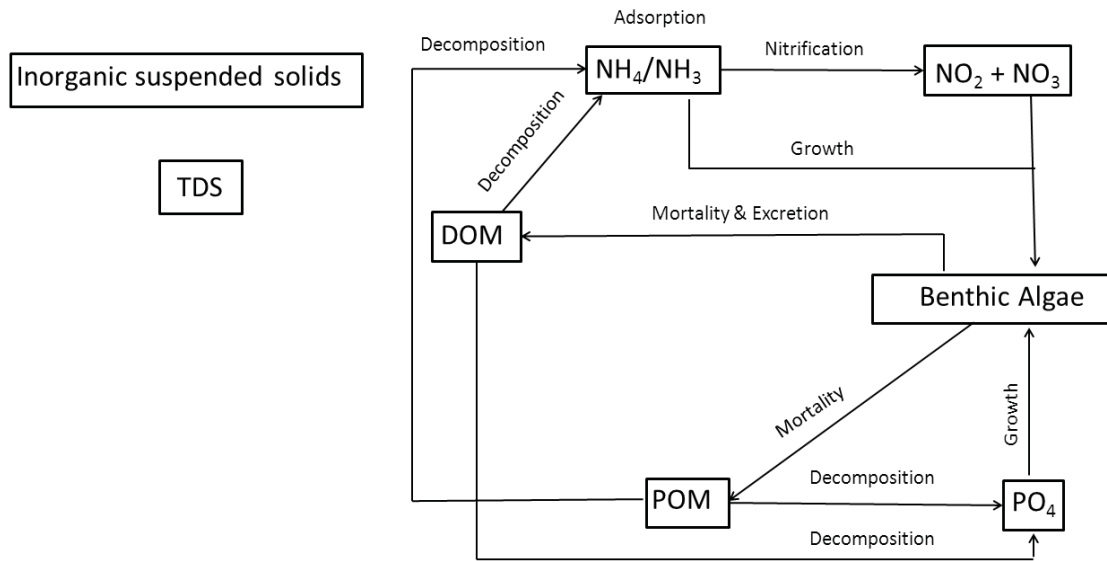 Adsorption
Decomposition
Nitrification
Inorganic suspended solids
NH₄/NH₃
NO₂ + NO₃
Decomposition
Growth
TDS
Mortality & Excretion
DOM
Benthic Algae
Mortality
Growth
Decomposition
POM
PO₄
Decomposition